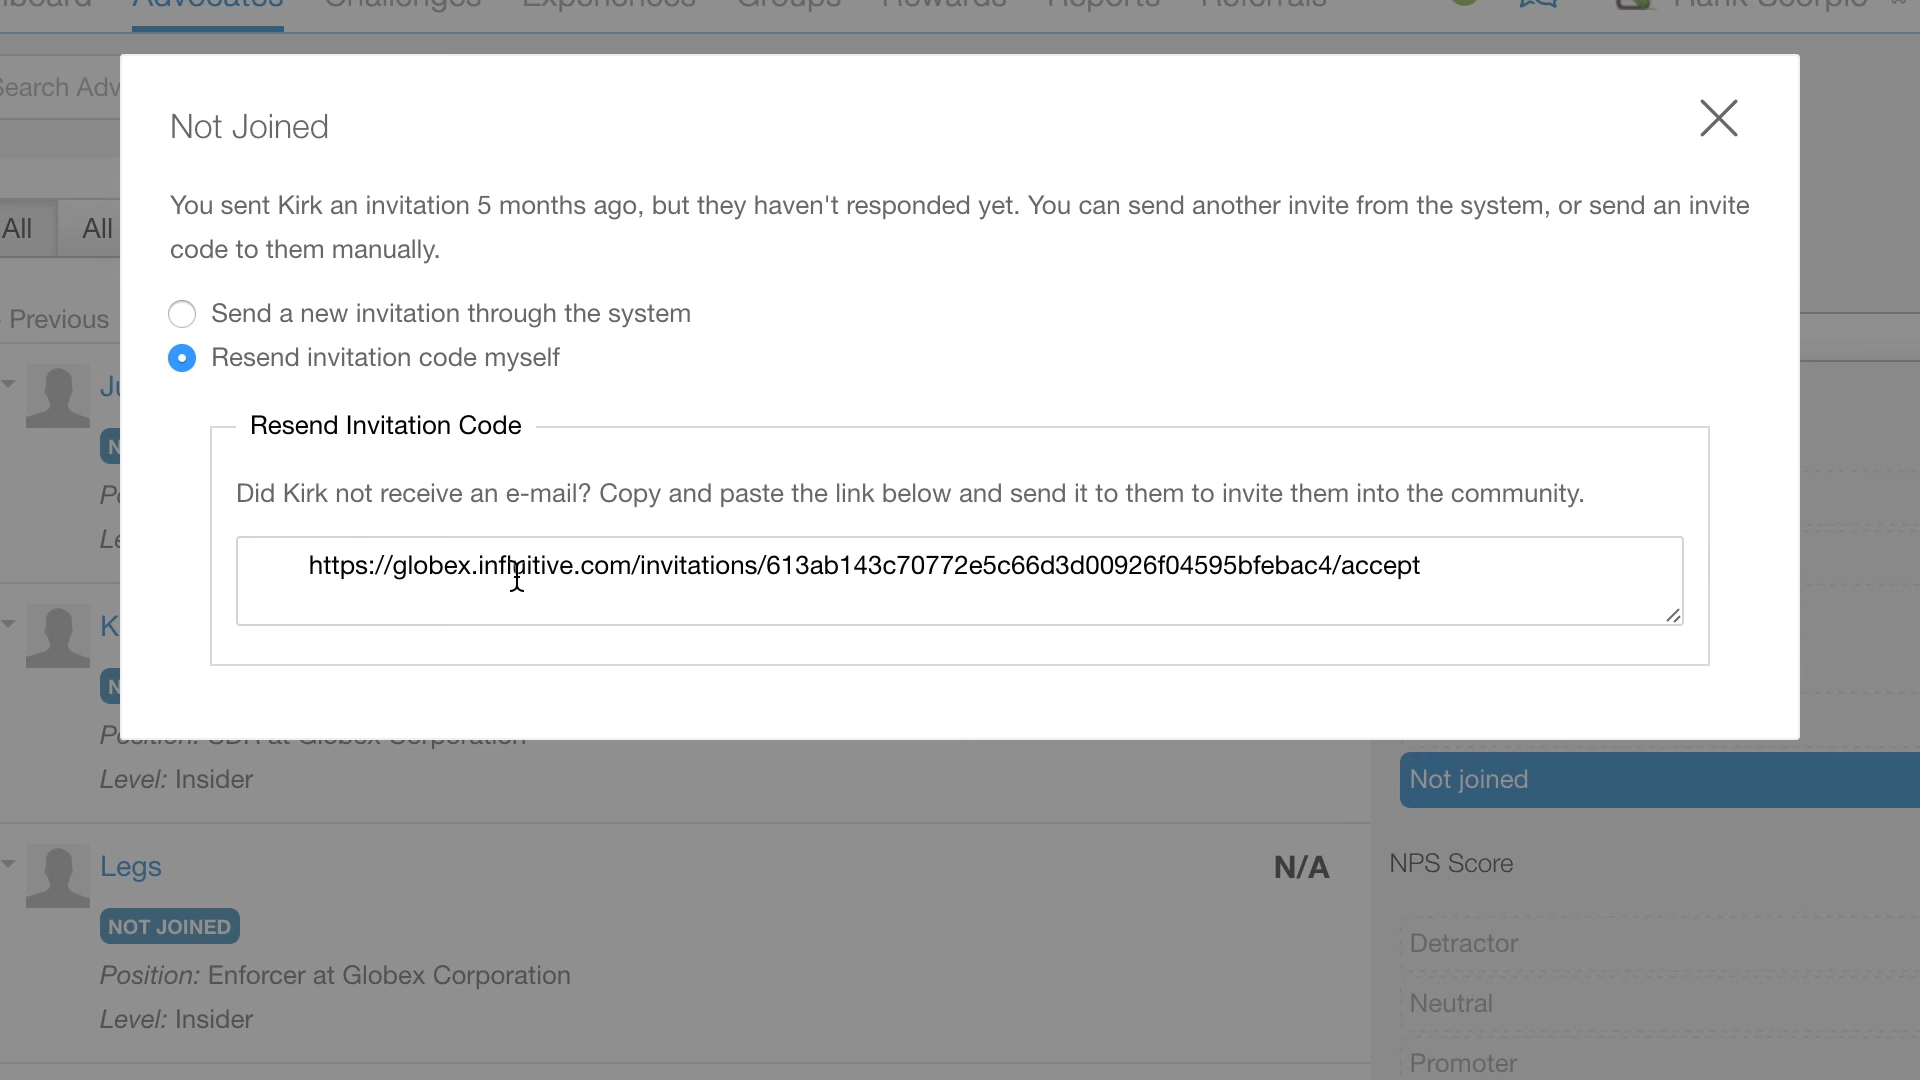 Advocates Challenges Experiences Groups Rewards Reports Referrals Hank Scorpio
Search Adv
Not Joined
You sent Kirk an invitation 5 months ago, but they haven't responded yet. You can send another invite from the system, or send an invite
code to them manually.
All All
Send a new invitation through the system
Previous
Resend invitation code myself
Resend Invitation Code
Did Kirk not receive an e-mail? Copy and paste the link below and send it to them to invite them into the community.
https://globex.influitive.com/invitations/613ab143c70772e5c66d3d00926f04595bfebac4/accept
Position: SDR at Globex Corporation
Level: Insider
Not joined
Legs
N/A
NPS Score
NOT JOINED
Detractor
Position: Enforcer at Globex Corporation
Neutral
Level: Insider
Promoter